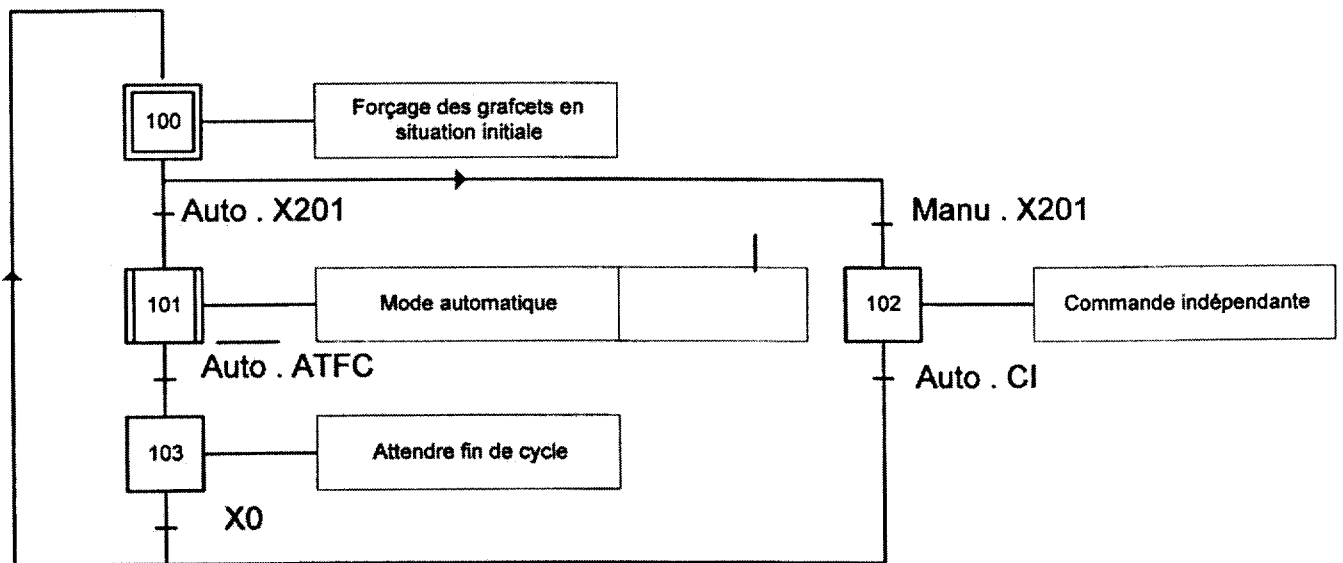 100
Forçage des grafcets en
situation initiale
Auto . X201
Manu . X201
101
Mode automatique
102
Commande indépendante
Auto . ATFC
Auto . CI
103
Attendre fin de cycle
X0